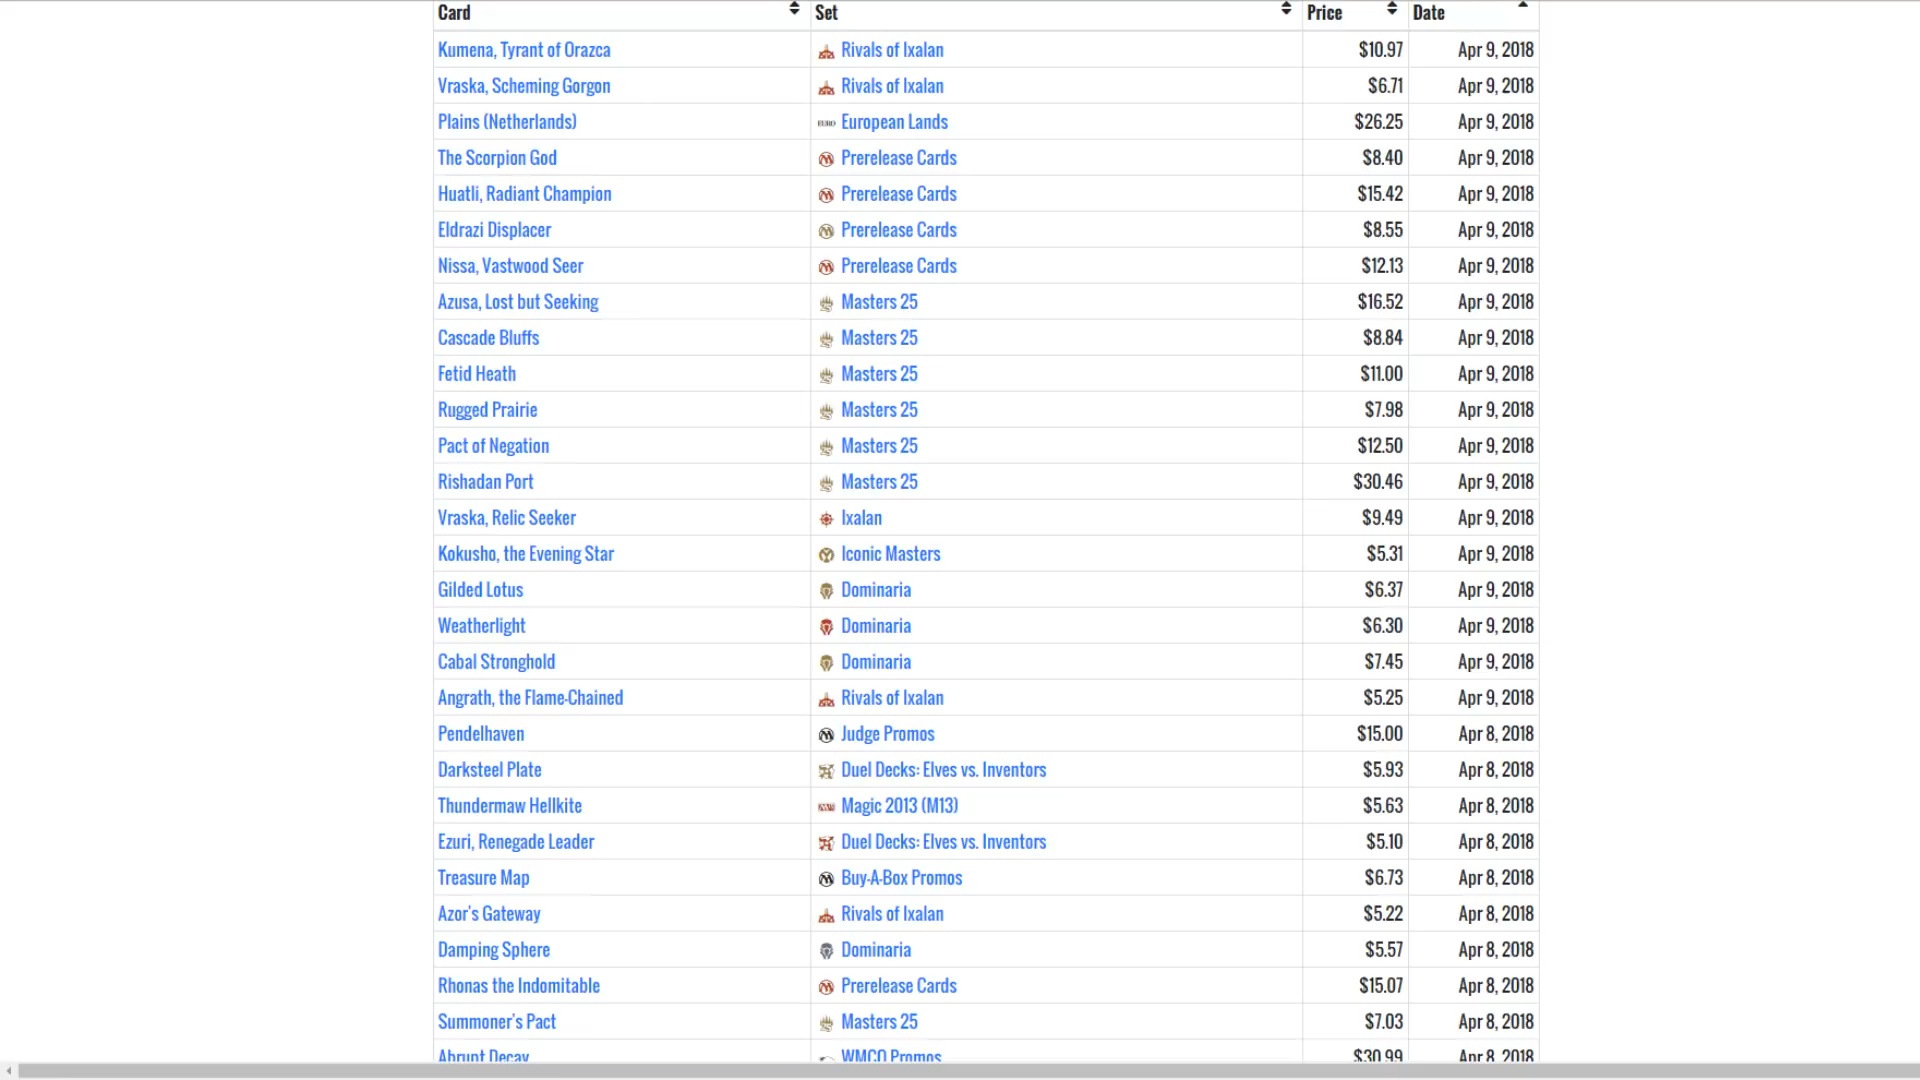 Card Set Price Date
Kumena, Tyrant of Orazca Rivals of Ixalan $10.97 Apr 9, 2018
Vraska, Scheming Gorgon Rivals of Ixalan $6.71 Apr 9, 2018
Plains (Netherlands) EURO European Lands $26.25 Apr 9, 2018
The Scorpion God Prerelease Cards $8.40 Apr 9, 2018
Huatli, Radiant Champion Prerelease Cards $15.42 Apr 9, 2018
Eldrazi Displacer Prerelease Cards $8.55 Apr 9, 2018
Nissa, Vastwood Seer Prerelease Cards $12.13 Apr 9, 2018
Azusa, Lost but Seeking Masters 25 $16.52 Apr 9, 2018
Cascade Bluffs Masters 25 $8.84 Apr 9, 2018
Fetid Heath Masters 25 $11.00 Apr 9, 2018
Rugged Prairie Masters 25 $7.98 Apr 9, 2018
Pact of Negation Masters 25 $12.50 Apr 9, 2018
Rishadan Port Masters 25 $30.46 Apr 9, 2018
Vraska, Relic Seeker Ixalan $9.49 Apr 9, 2018
Kokusho, the Evening Star Iconic Masters $5.31 Apr 9, 2018
Gilded Lotus Dominaria $6.37 Apr 9, 2018
Weatherlight Dominaria $6.30 Apr 9, 2018
Cabal Stronghold Dominaria $7.45 Apr 9, 2018
Angrath, the Flame-Chained Rivals of Ixalan $5.25 Apr 9, 2018
Pendelhaven Judge Promos $15.00 Apr 8, 2018
Darksteel Plate Duel Decks: Elves vs. Inventors $5.93 Apr 8, 2018
Thundermaw Hellkite Magic 2013 (M13) $5.63 Apr 8, 2018
Ezuri, Renegade Leader Duel Decks: Elves vs. Inventors $5.10 Apr 8, 2018
Treasure Map Buy-A-Box Promos $6.73 Apr 8, 2018
Azor's Gateway Rivals of Ixalan $5.22 Apr 8, 2018
Damping Sphere Dominaria $5.57 Apr 8, 2018
Rhonas the Indomitable Prerelease Cards $15.07 Apr 8, 2018
Summoner's Pact Masters 25 $7.03 Apr 8, 2018
Abrupt Decay WMCQ Promos $30.99 Apr 8, 2018